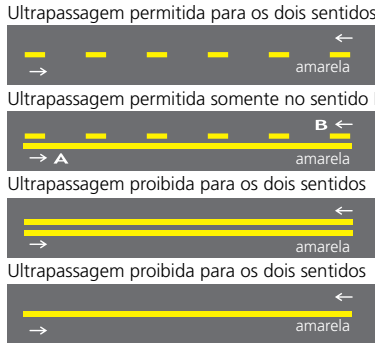 Ultrapassagem permitida para os dois sentidos
←
→ amarela
Ultrapassagem permitida somente no sentido
B ←
→ A amarela
Ultrapassagem proibida para os dois sentidos
←
→ amarela
Ultrapassagem proibida para os dois sentidos
←
→ amarela